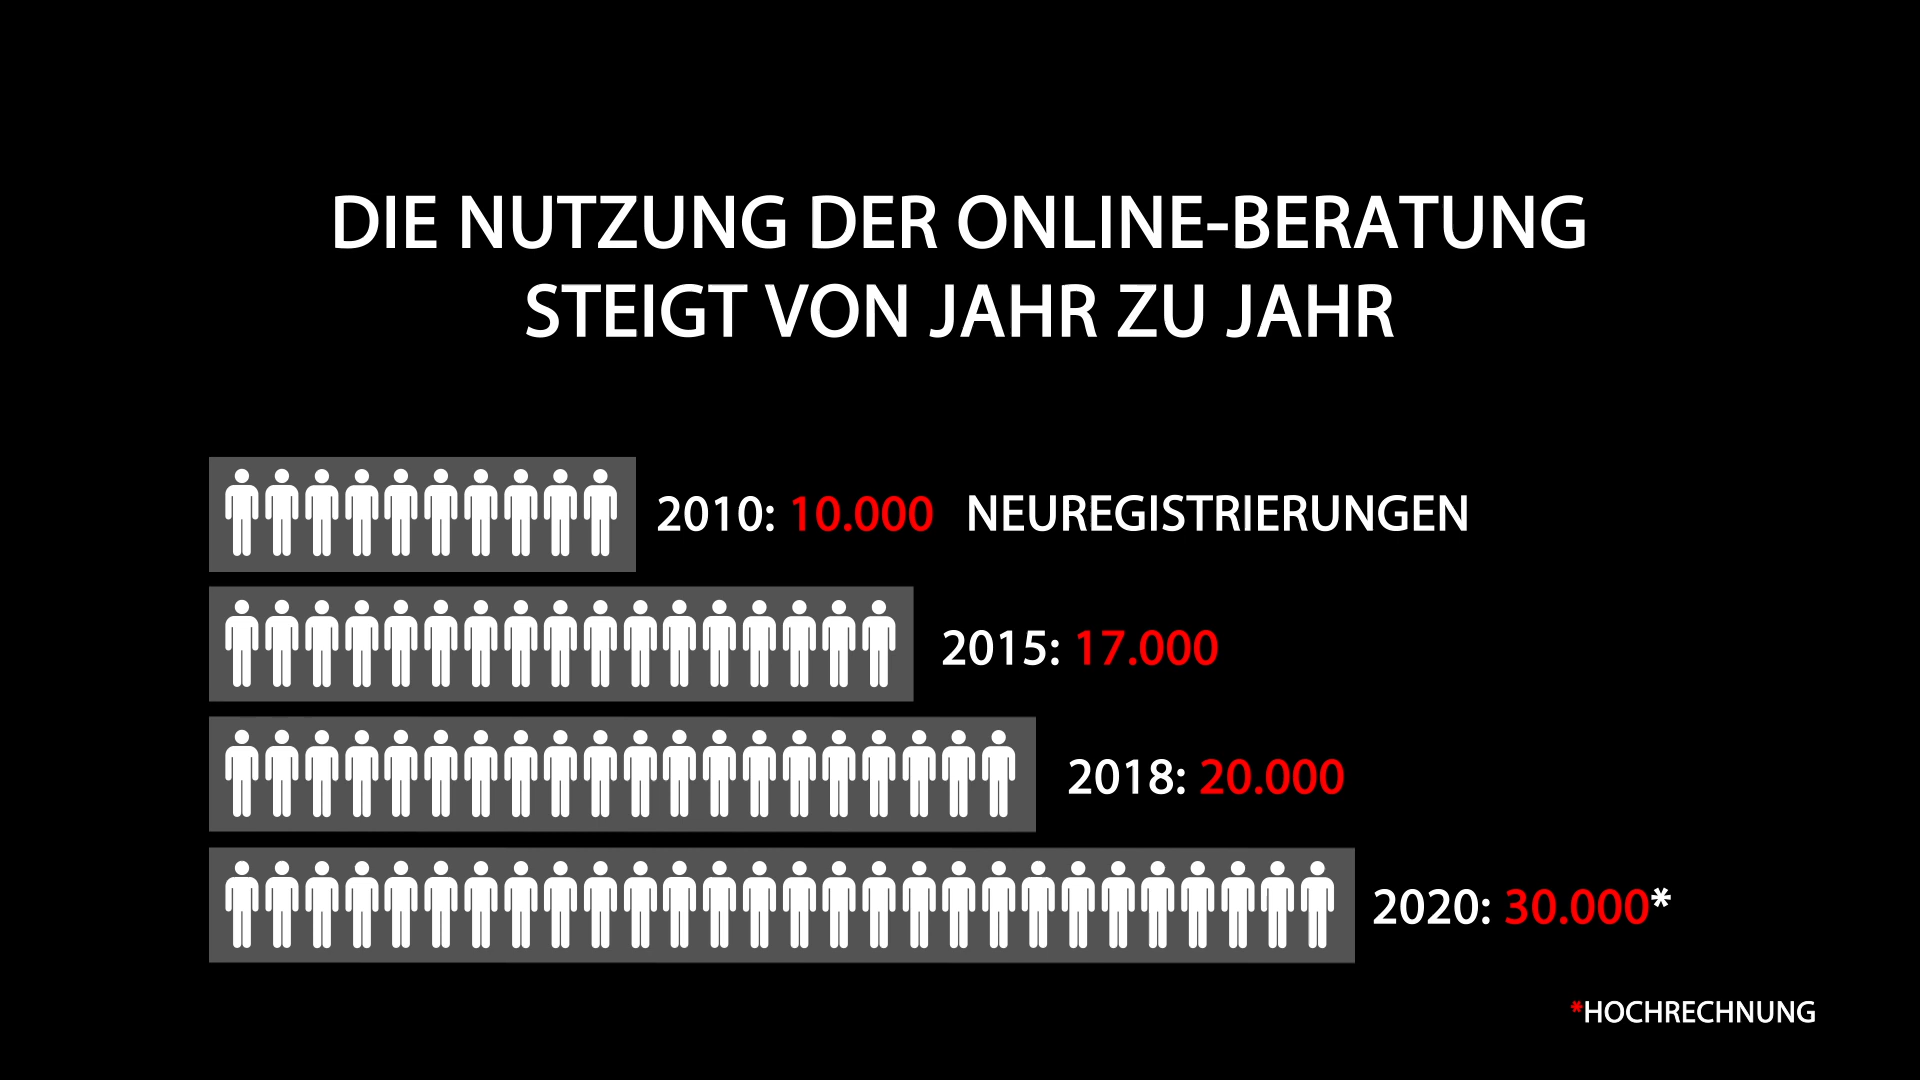 DIE NUTZUNG DER ONLINE-BERATUNG
STEIGT VON JAHR ZU JAHR
2010: 10.000 NEUREGISTRIERUNGEN
2015: 17.000
2018: 20.000
2020: 30.000*
*HOCHRECHNUNG